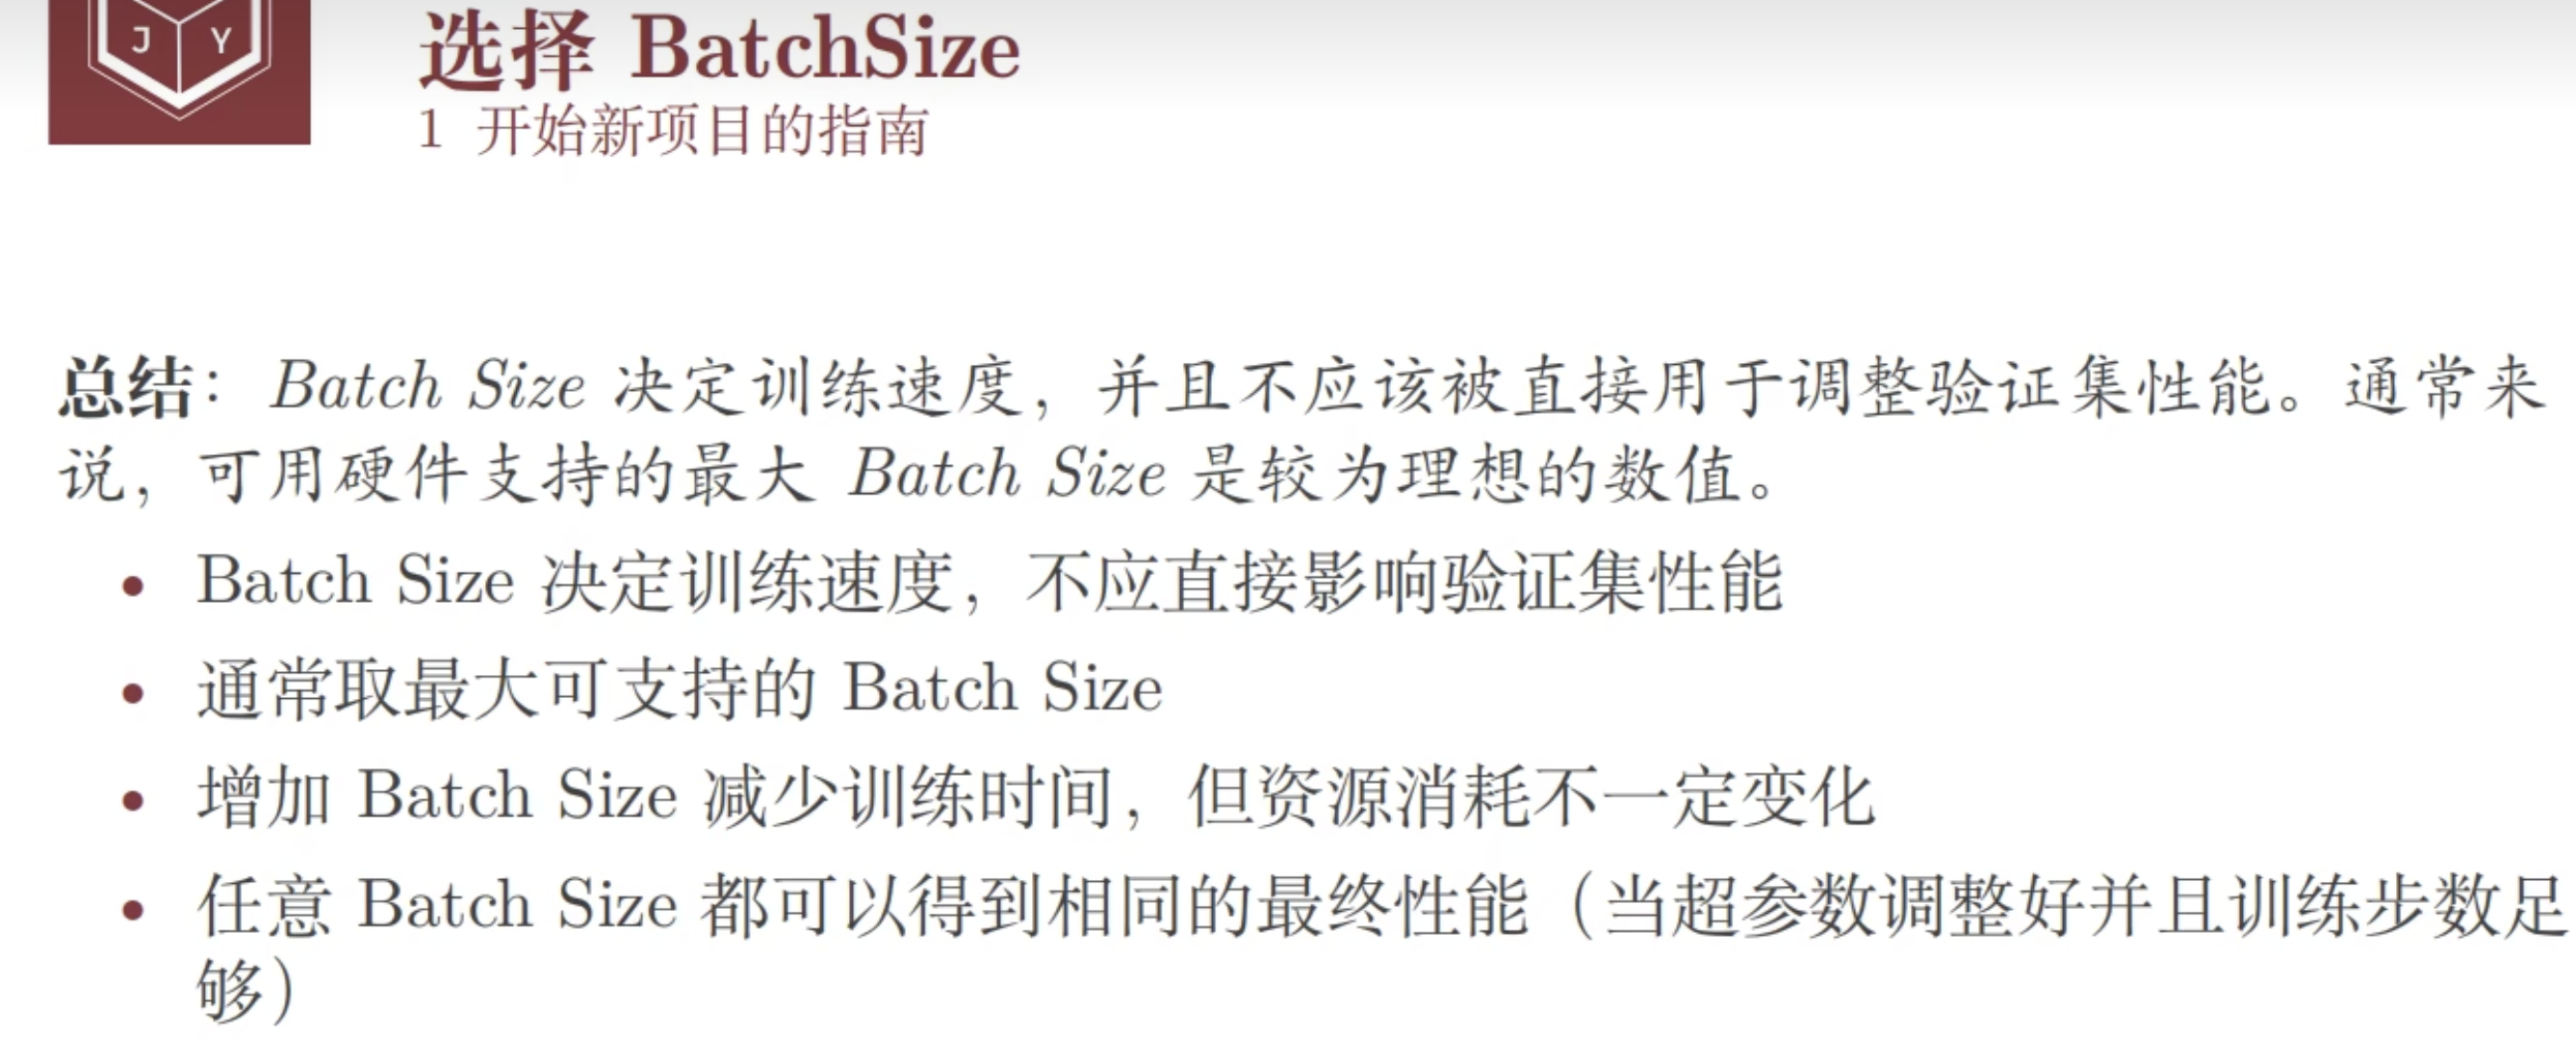 J Y
选择 BatchSize
1 开始新项目的指南
总结：Batch Size 决定训练速度，并且不应该被直接用于调整验证集性能。通常来
说，可用硬件支持的最大 Batch Size 是较为理想的数值。
• Batch Size 决定训练速度，不应直接影响验证集性能
• 通常取最大可支持的 Batch Size
• 增加 Batch Size 减少训练时间，但资源消耗不一定变化
• 任意 Batch Size 都可以得到相同的最终性能（当超参数调整好并且训练步数足
够）